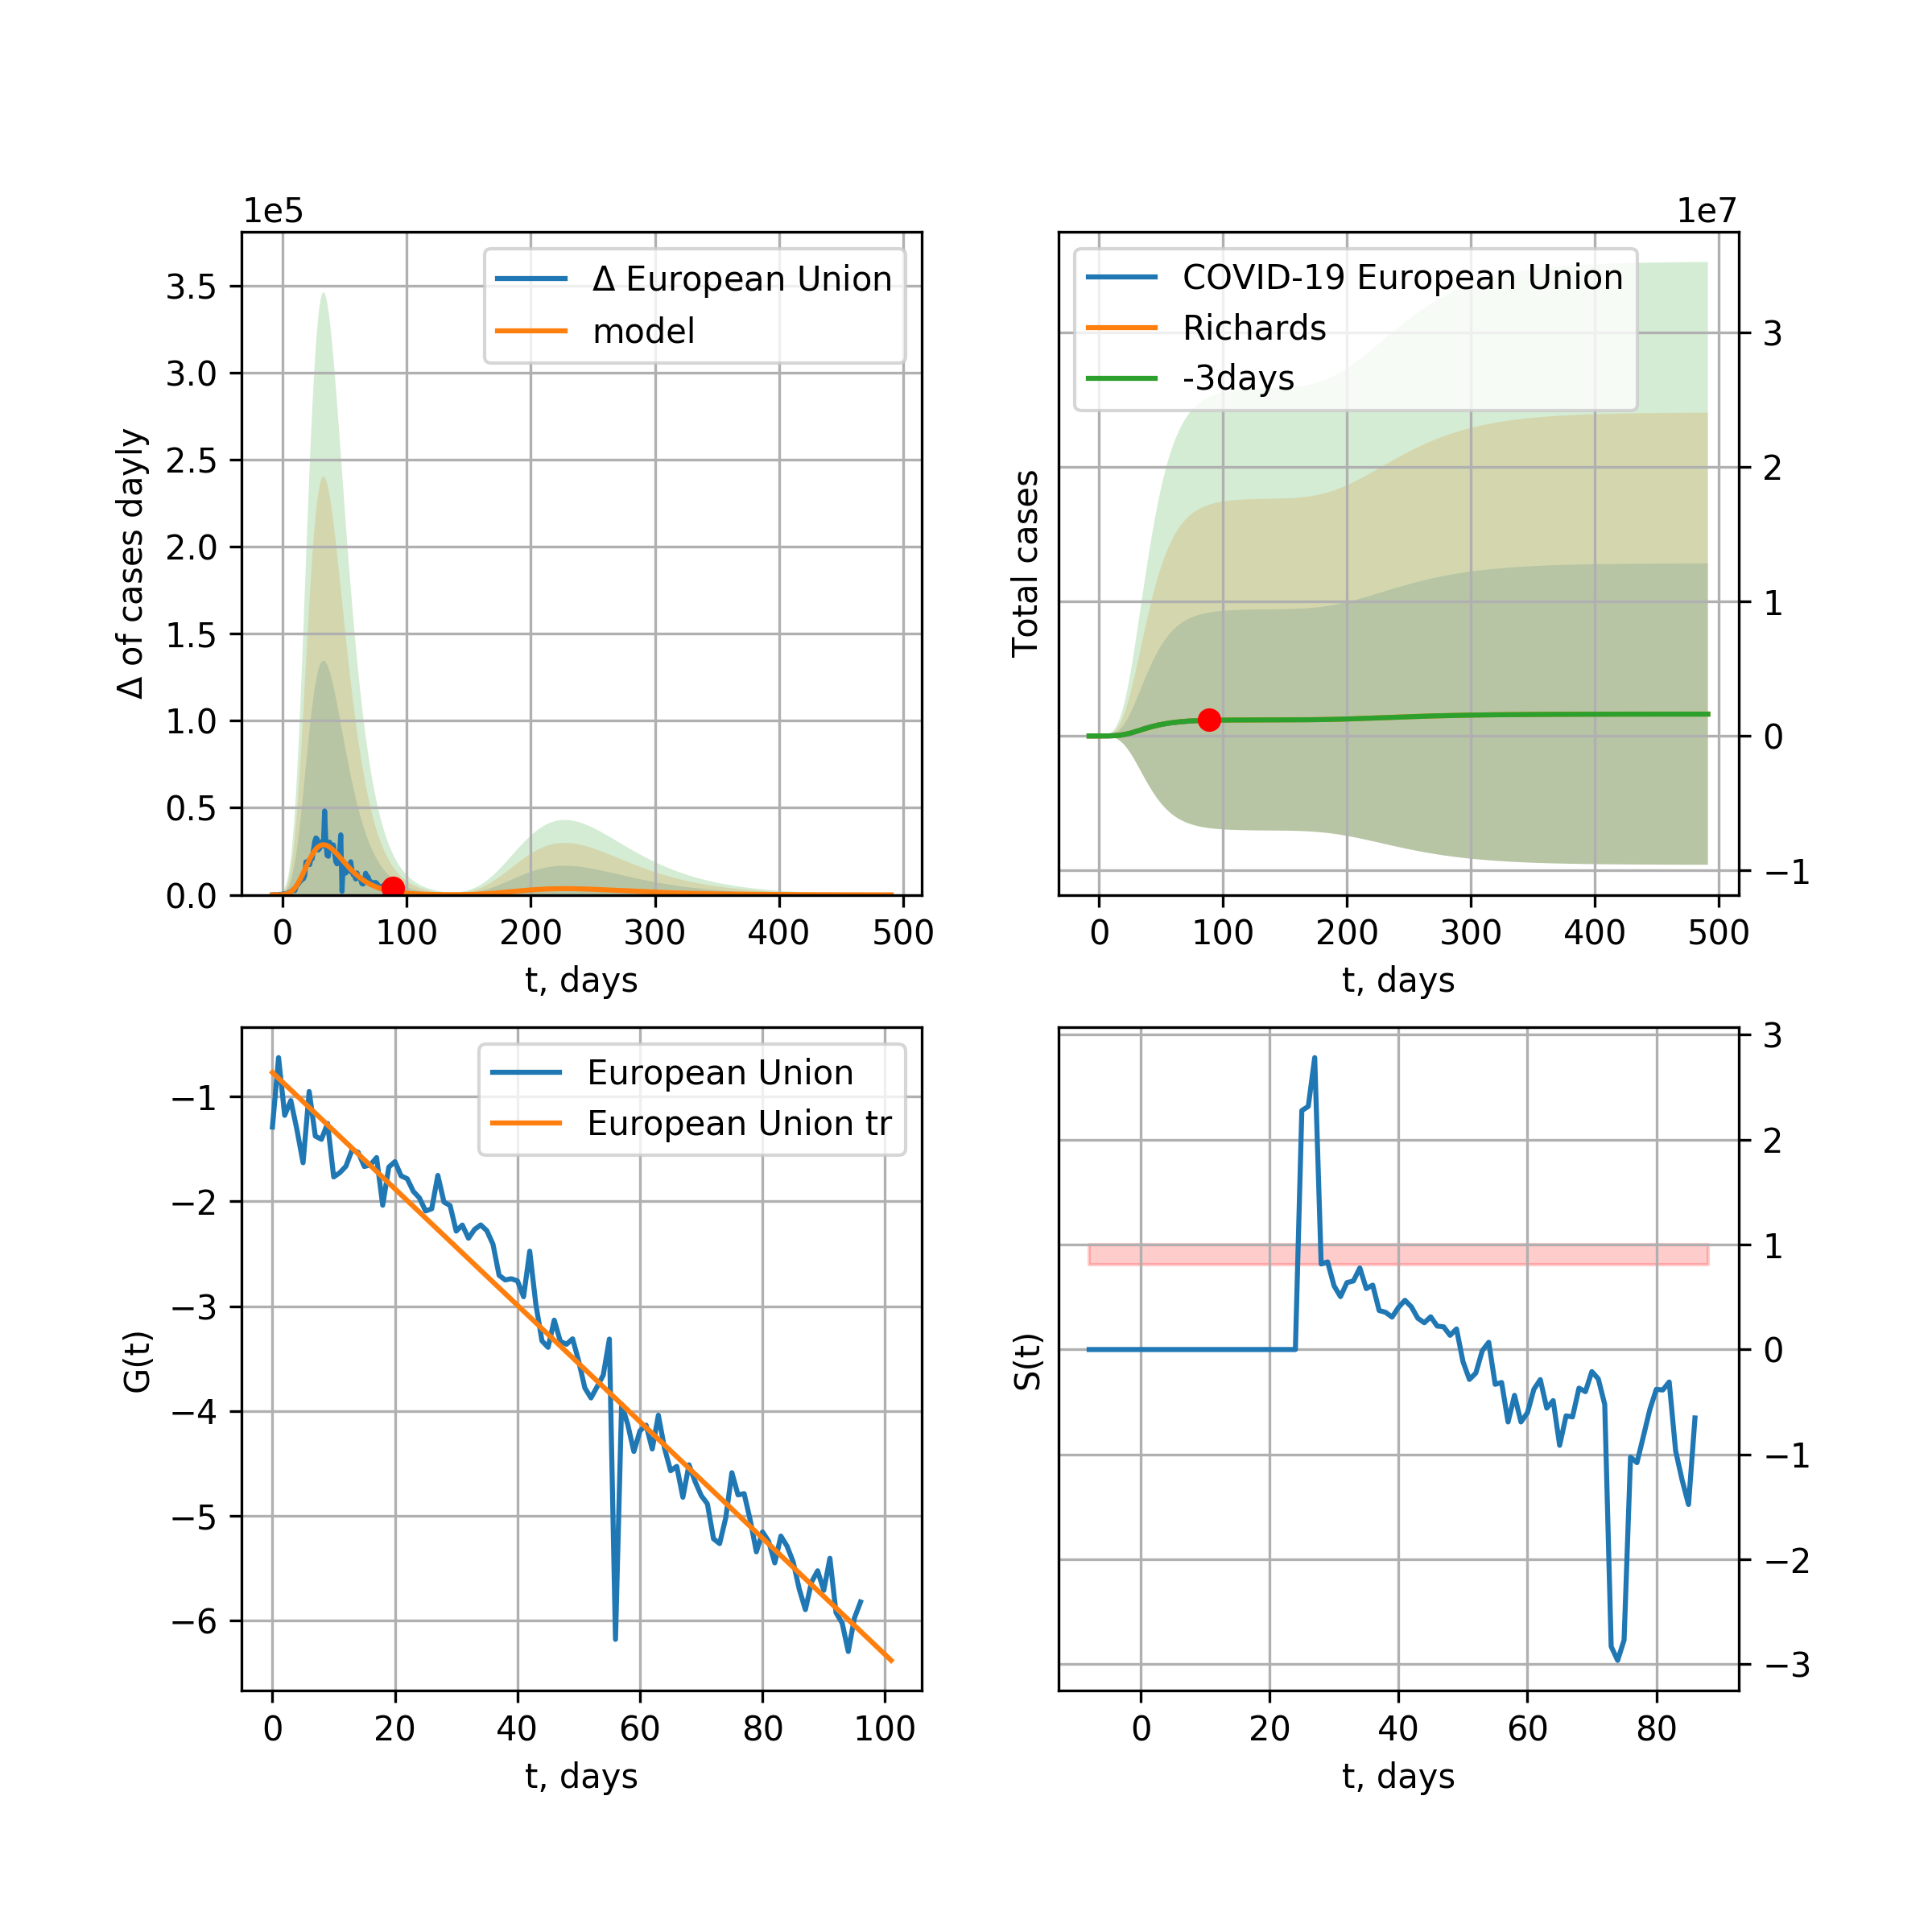 1e5
3.5
3.0
2.5
2.0
1.5
1.0
0.5
0.0
Δ of cases dayly
Δ European Union
model
0 100 200 300 400 500
t, days
1e7
COVID-19 European Union
Richards
-3days
Total cases
3
2
1
0
−1
0 100 200 300 400 500
t, days
European Union
European Union tr
G(t)
−1
−2
−3
−4
−5
−6
0 20 40 60 80 100
t, days
S(t)
3
2
1
0
−1
−2
−3
0 20 40 60 80
t, days